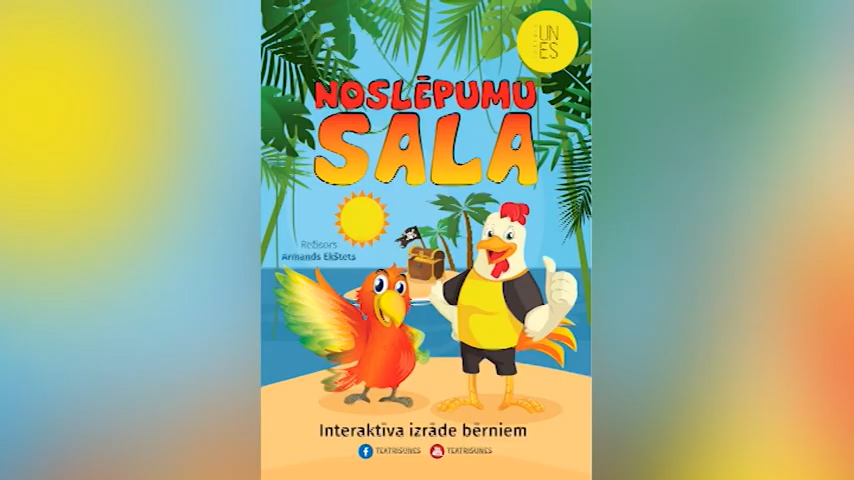 UN
ES
NOSLĒPUMU
SALA
Režisors
Armands Ekštets
Interaktīva izrāde bērniem
TEATRISUNES TEATRISUNES